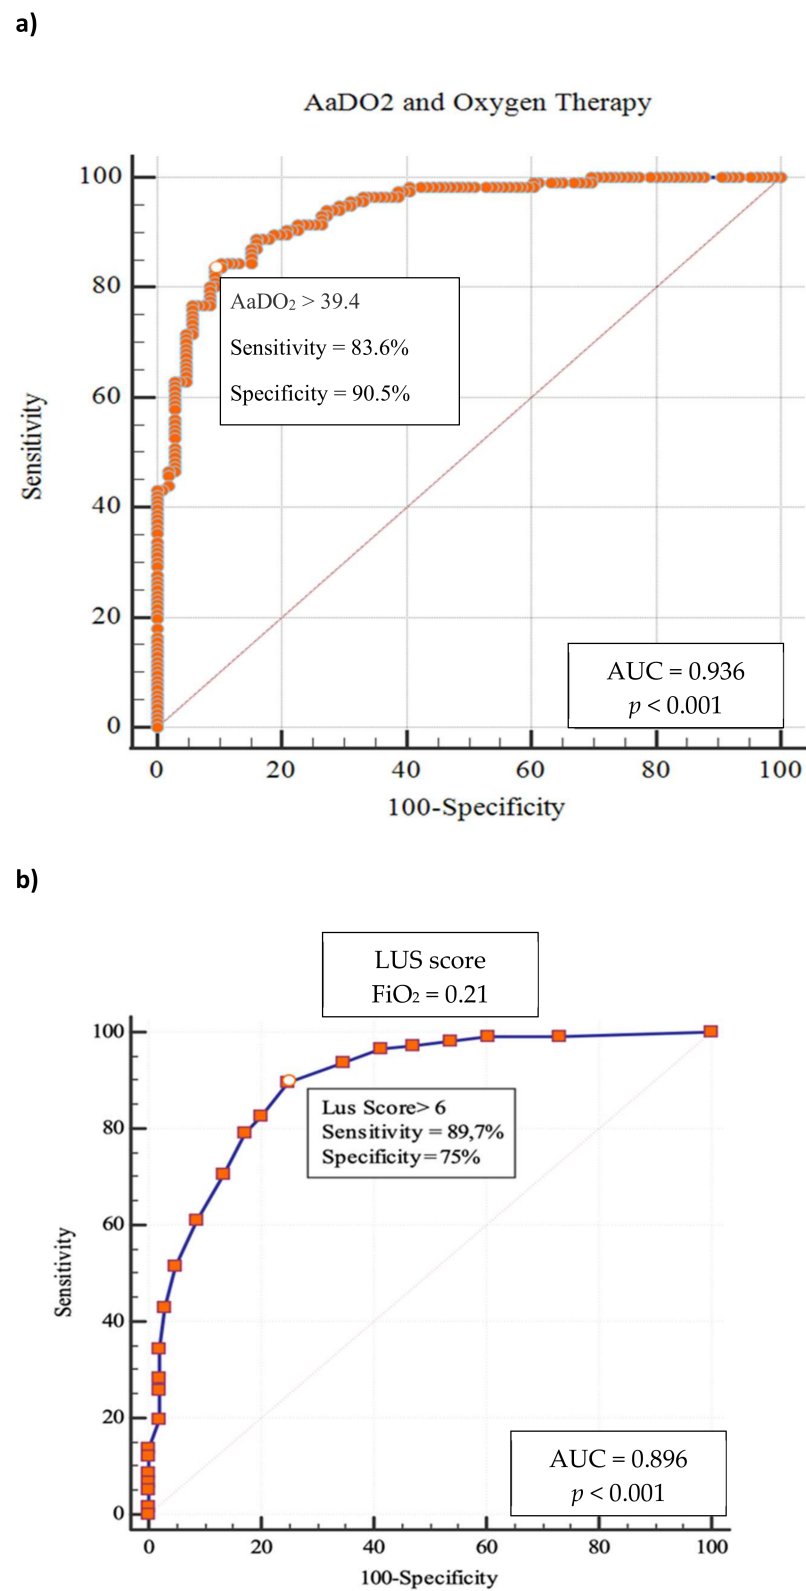 a)
AaDO2 and Oxygen Therapy
100
80
60
40
20
0
Sensitivity
AaDO₂ > 39.4
Sensitivity = 83.6%
Specificity = 90.5%
AUC = 0.936
p < 0.001
0 20 40 60 80 100
100-Specificity
b)
LUS score
FiO₂ = 0.21
100
80
60
40
20
0
Sensitivity
Lus Score> 6
Sensitivity = 89,7%
Specificity=75%
AUC = 0.896
p < 0.001
0 20 40 60 80 100
100-Specificity